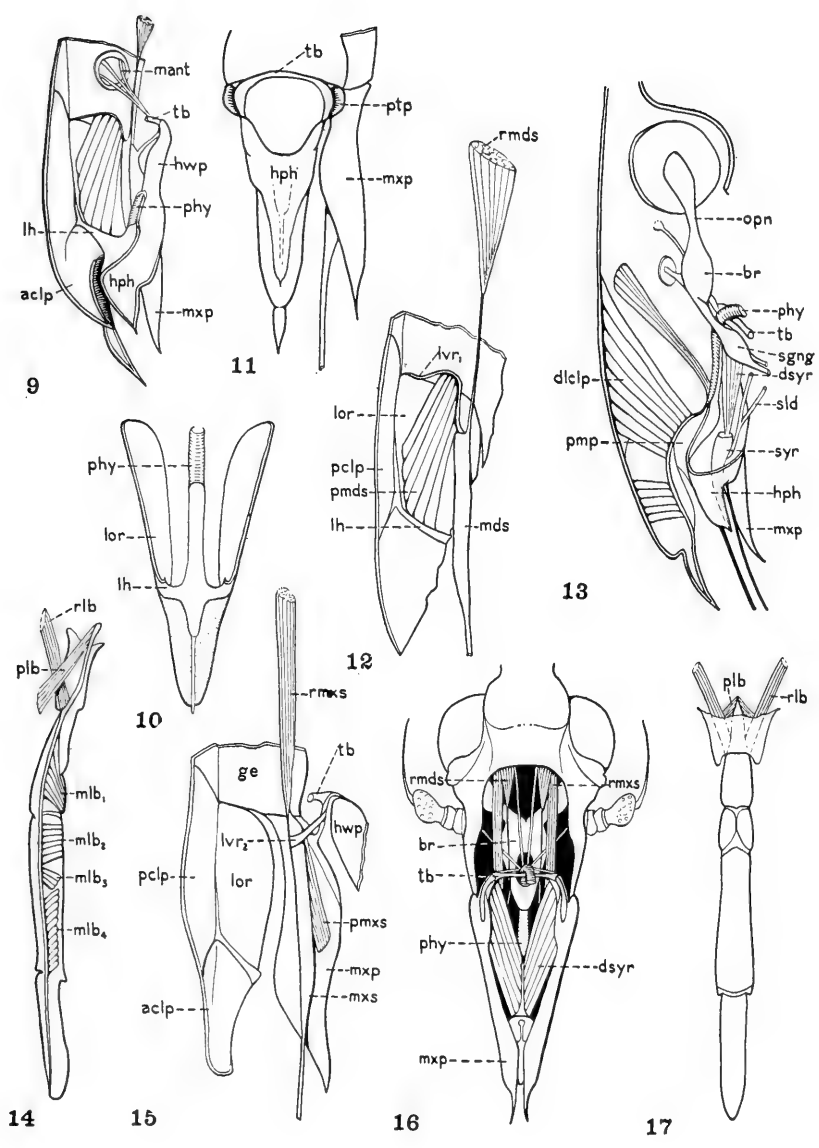 mant
tb
hwp
phy
lh
aclp
hph
mxp
9
tb
ptp
hph
mxp
11
rmds
lvr₁
lor
pclp
pmds
lh
mds
12
opn
br
phy
tb
sgng
dsyr
sld
dlclp
pmp
syr
hph
mxp
13
phy
lor
lh
10
rlb
plb
mlb₁
mlb₂
mlb₃
mlb₄
14
rmxs
tb
ge
hwp
lvr₂
pclp
lor
pmxs
mxp
mxs
aclp
15
rmds
rmxs
br
tb
phy
dsyr
mxp
16
plb
rlb
17